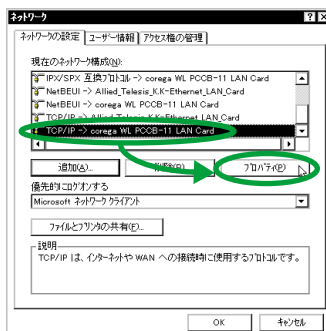 ネットワーク
ネットワークの設定 ユーザー情報 アクセス権の管理
現在のネットワーク構成(N):
IPX/SPX 互換プロトコル -> corega WL PCCB-11 LAN Card
NetBEUI -> Allied_Telesis_K.K-Ethernet_LAN_Card
NetBEUI -> corega WL PCCB-11 LAN Card
TCP/IP -> Allied_Telesis_K.K-Ethernet_LAN_Card
TCP/IP -> corega WL PCCB-11 LAN Card
追加(A)... 削除(R) プロパティ(P)
優先的にログオンする
Microsoft ネットワーク クライアント
ファイルとプリンタの共有(F)...
説明
TCP/IP は、インターネットや WAN への接続時に使用するプロトコルです。
OK キャンセル